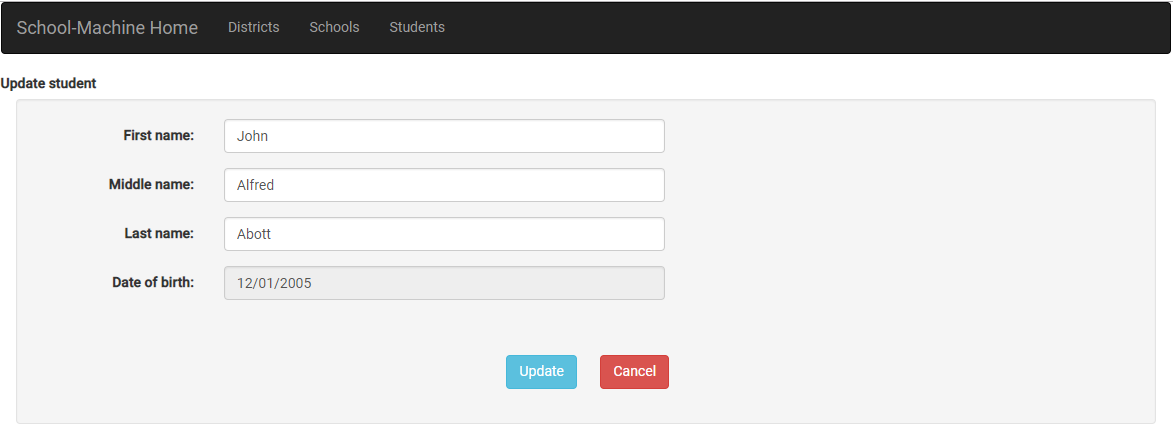 School-Machine Home Districts Schools Students
Update student
First name: John
Middle name: Alfred
Last name: Abott
Date of birth: 12/01/2005
Update Cancel